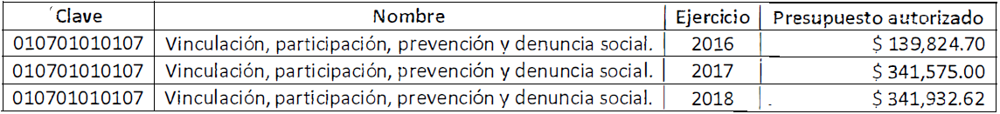 Clave Nombre Ejercicio Presupuesto autorizado
010701010107 Vinculación, participación, prevención y denuncia social. 2016 $ 139,824.70
010701010107 Vinculación, participación, prevención y denuncia social. 2017 $ 341,575.00
010701010107 Vinculación, participación, prevención y denuncia social. 2018 $ 341,932.62